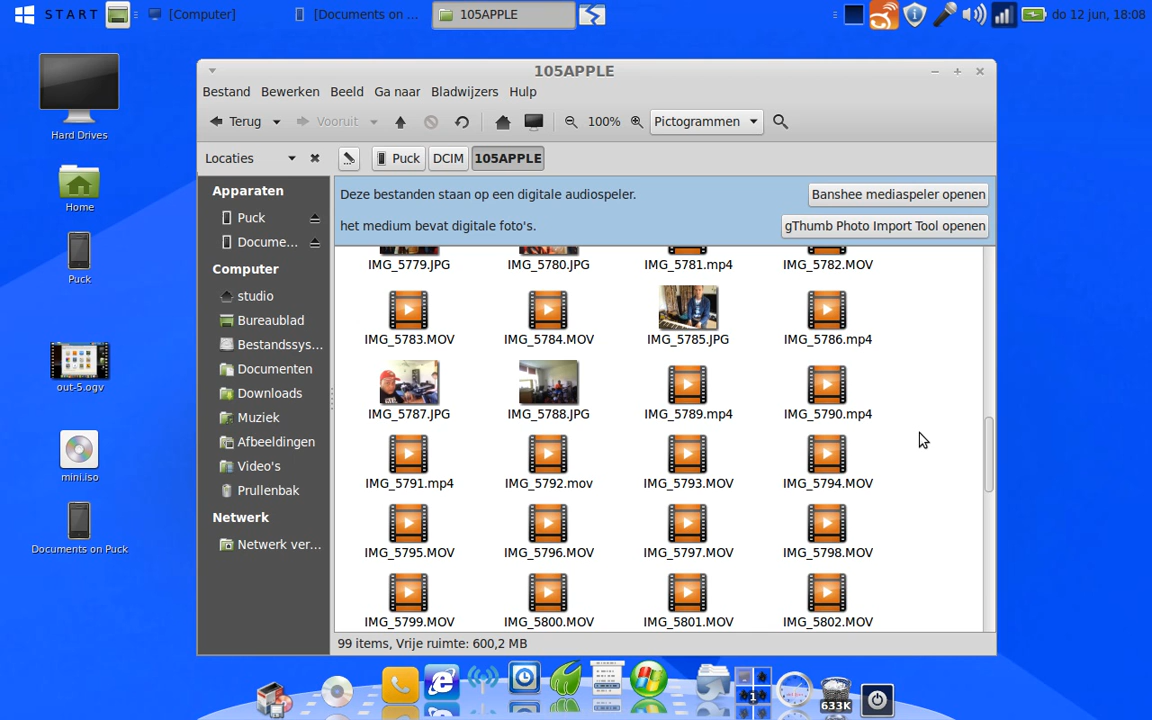 START
[Computer]
[Documents on ...
105APPLE
do 12 jun, 18:08
Hard Drives
Home
Puck
out-5.ogv
mini.iso
Documents on Puck
105APPLE
Bestand Bewerken Beeld Ga naar Bladwijzers Hulp
Terug Vooruit 100% Pictogrammen
Locaties Puck DCIM 105APPLE
Apparaten
Puck
Docume...
Computer
studio
Bureaublad
Bestandssys...
Documenten
Downloads
Muziek
Afbeeldingen
Video's
Prullenbak
Netwerk
Netwerk ver...
Deze bestanden staan op een digitale audiospeler. Banshee mediaspeler openen
het medium bevat digitale foto's. gThumb Photo Import Tool openen
IMG_5779.JPG IMG_5780.JPG IMG_5781.mp4 IMG_5782.MOV
IMG_5783.MOV IMG_5784.MOV IMG_5785.JPG IMG_5786.mp4
IMG_5787.JPG IMG_5788.JPG IMG_5789.mp4 IMG_5790.mp4
IMG_5791.mp4 IMG_5792.mov IMG_5793.MOV IMG_5794.MOV
IMG_5795.MOV IMG_5796.MOV IMG_5797.MOV IMG_5798.MOV
IMG_5799.MOV IMG_5800.MOV IMG_5801.MOV IMG_5802.MOV
99 items, Vrije ruimte: 600,2 MB
1
633K